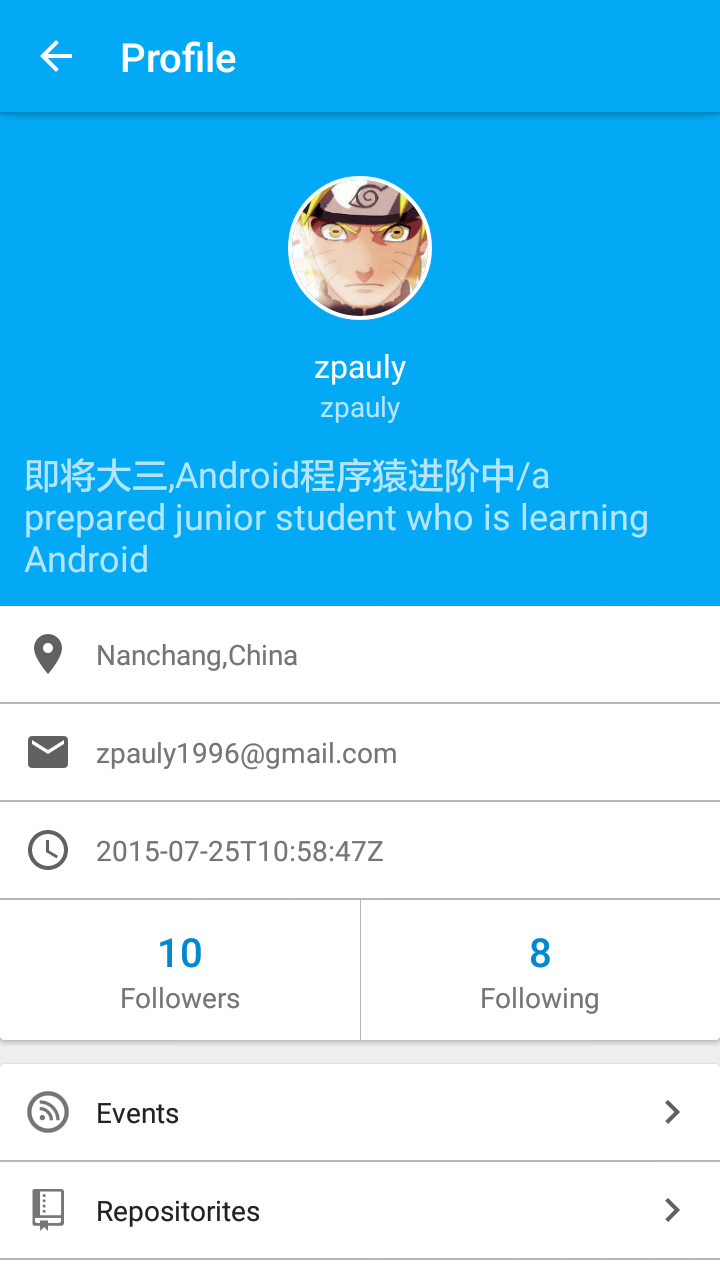 Profile
zpauly
zpauly
即将大三,Android程序猿进阶中/a
prepared junior student who is learning
Android
Nanchang,China
zpauly1996@gmail.com
2015-07-25T10:58:47Z
10
Followers
8
Following
Events
Repositorites